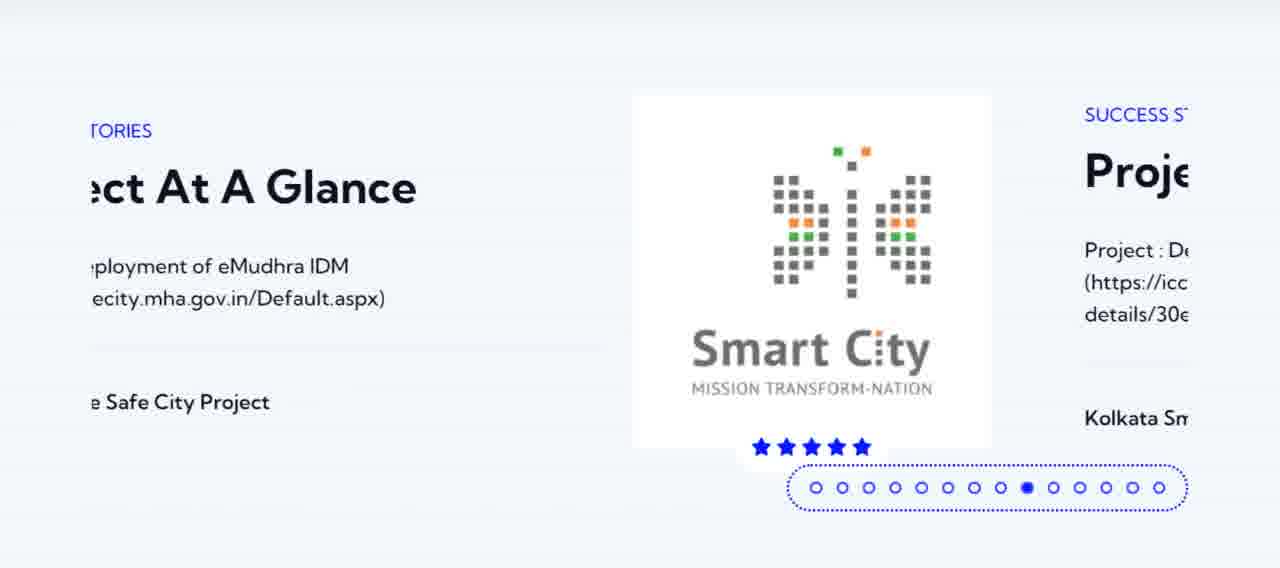 TORIES
ect At A Glance
eployment of eMudhra IDM
ecity.mha.gov.in/Default.aspx)
e Safe City Project
Smart City
MISSION TRANSFORM-NATION
SUCCESS ST
Proje
Project : De
(https://icc
details/30e
Kolkata Sm